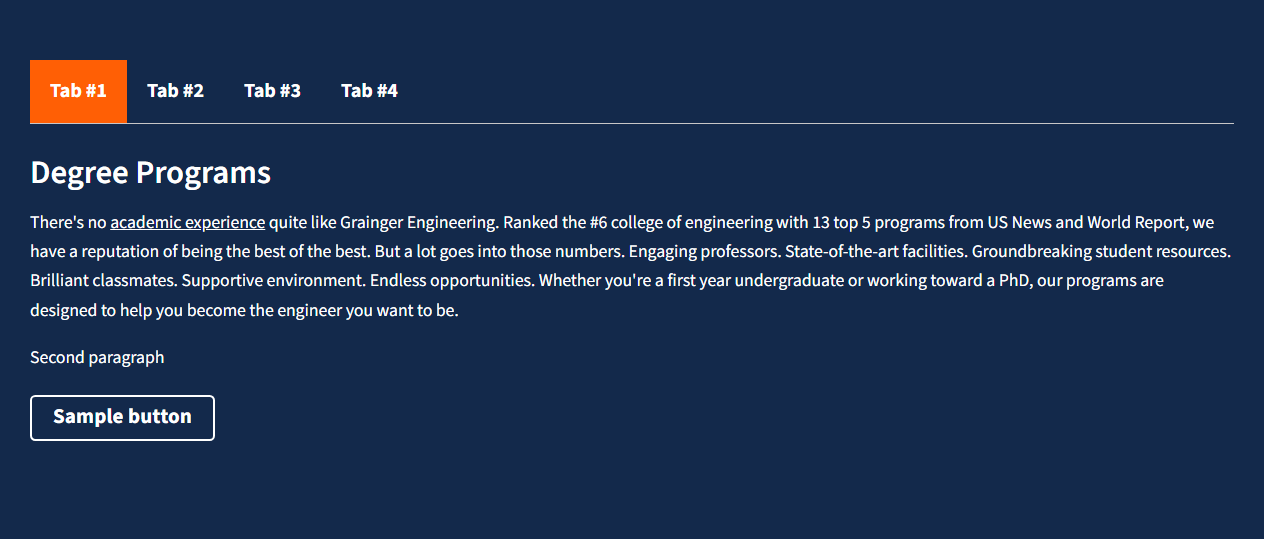 Tab #1 Tab #2 Tab #3 Tab #4
Degree Programs
There's no academic experience quite like Grainger Engineering. Ranked the #6 college of engineering with 13 top 5 programs from US News and World Report, we
have a reputation of being the best of the best. But a lot goes into those numbers. Engaging professors. State-of-the-art facilities. Groundbreaking student resources.
Brilliant classmates. Supportive environment. Endless opportunities. Whether you're a first year undergraduate or working toward a PhD, our programs are
designed to help you become the engineer you want to be.
Second paragraph
Sample button